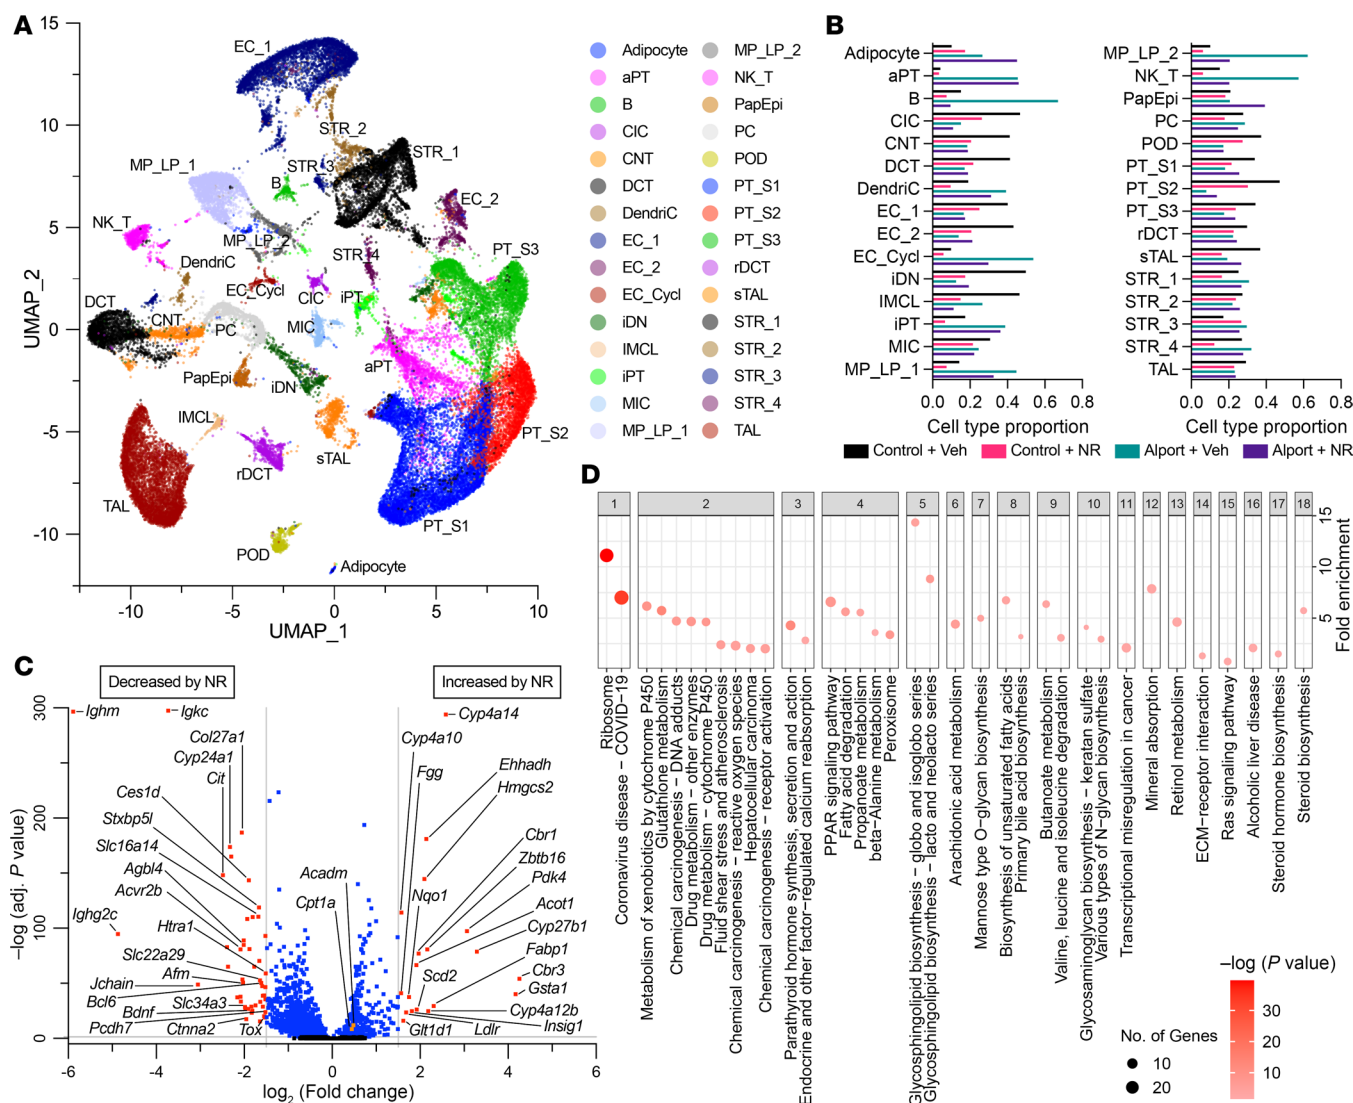 A
15
10
5
0
-5
-10
UMAP_2
-10
-5
0
5
10
UMAP_1
EC_1
STR_2
STR_1
STR_3
MP_LP_1
B
EC_2
NK_T
MP_LP_2
STR_4
PT_S3
DendriC
EC_Cycl
CIC
iPT
DCT
CNT
PC
MIC
aPT
PapEpi
iDN
IMCL
PT_S2
rDCT
sTAL
TAL
PT_S1
POD
Adipocyte
Adipocyte
aPT
B
CIC
CNT
DCT
DendriC
EC_1
EC_2
EC_Cycl
iDN
IMCL
iPT
MIC
MP_LP_1
MP_LP_2
NK_T
PapEpi
PC
POD
PT_S1
PT_S2
PT_S3
rDCT
sTAL
STR_1
STR_2
STR_3
STR_4
TAL
B
Adipocyte
aPT
B
CIC
CNT
DCT
DendriC
EC_1
EC_2
EC_Cycl
iDN
IMCL
iPT
MIC
MP_LP_1
0.0 0.2 0.4 0.6 0.8
Cell type proportion
MP_LP_2
NK_T
PapEpi
PC
POD
PT_S1
PT_S2
PT_S3
rDCT
sTAL
STR_1
STR_2
STR_3
STR_4
TAL
0.0 0.2 0.4 0.6 0.8
Cell type proportion
Control + Veh
Control + NR
Alport + Veh
Alport + NR
C
Decreased by NR
Increased by NR
300
200
100
0
–log (adj. P value)
-6 -4 -2 0 2 4 6
log2 (Fold change)
Ighm
Igkc
Col27a1
Cyp24a1
Cit
Ces1d
Stxbp5l
Slc16a14
Agbl4
Acvr2b
Ighg2c
Htra1
Slc22a29
Afm
Jchain
Bcl6
Slc34a3
Bdnf
Pcdh7
Ctnna2
Tox
Acadm
Cpt1a
Cyp4a14
Cyp4a10
Fgg
Ehhadh
Hmgcs2
Cbr1
Zbtb16
Pdk4
Nqo1
Acot1
Cyp27b1
Fabp1
Scd2
Cbr3
Gsta1
Cyp4a12b
Insig1
Glt1d1
Ldlr
D
1 2 3 4 5 6 7 8 9 10 11 12 13 14 15 16 17 18
15
10
5
Fold enrichment
Ribosome
Coronavirus disease – COVID–19
Metabolism of xenobiotics by cytochrome P450
Glutathione metabolism
Chemical carcinogenesis – DNA adducts
Drug metabolism – other enzymes
Drug metabolism – cytochrome P450
Fluid shear stress and atherosclerosis
Chemical carcinogenesis – reactive oxygen species
Hepatocellular carcinoma
Chemical carcinogenesis – receptor activation
Parathyroid hormone synthesis, secretion and action
Endocrine and other factor–regulated calcium reabsorption
PPAR signaling pathway
Fatty acid degradation
Propanoate metabolism
beta–Alanine metabolism
Peroxisome
Glycosphingolipid biosynthesis – globo and isoglobo series
Glycosphingolipid biosynthesis – lacto and neolacto series
Arachidonic acid metabolism
Mannose type O–glycan biosynthesis
Biosynthesis of unsaturated fatty acids
Primary bile acid biosynthesis
Butanoate metabolism
Valine, leucine and isoleucine degradation
Glycosaminoglycan biosynthesis – keratan sulfate
Various types of N–glycan biosynthesis
Transcriptional misregulation in cancer
Mineral absorption
Retinol metabolism
ECM–receptor interaction
Ras signaling pathway
Alcoholic liver disease
Steroid hormone biosynthesis
Steroid biosynthesis
No. of Genes
10
20
–log (P value)
30
20
10